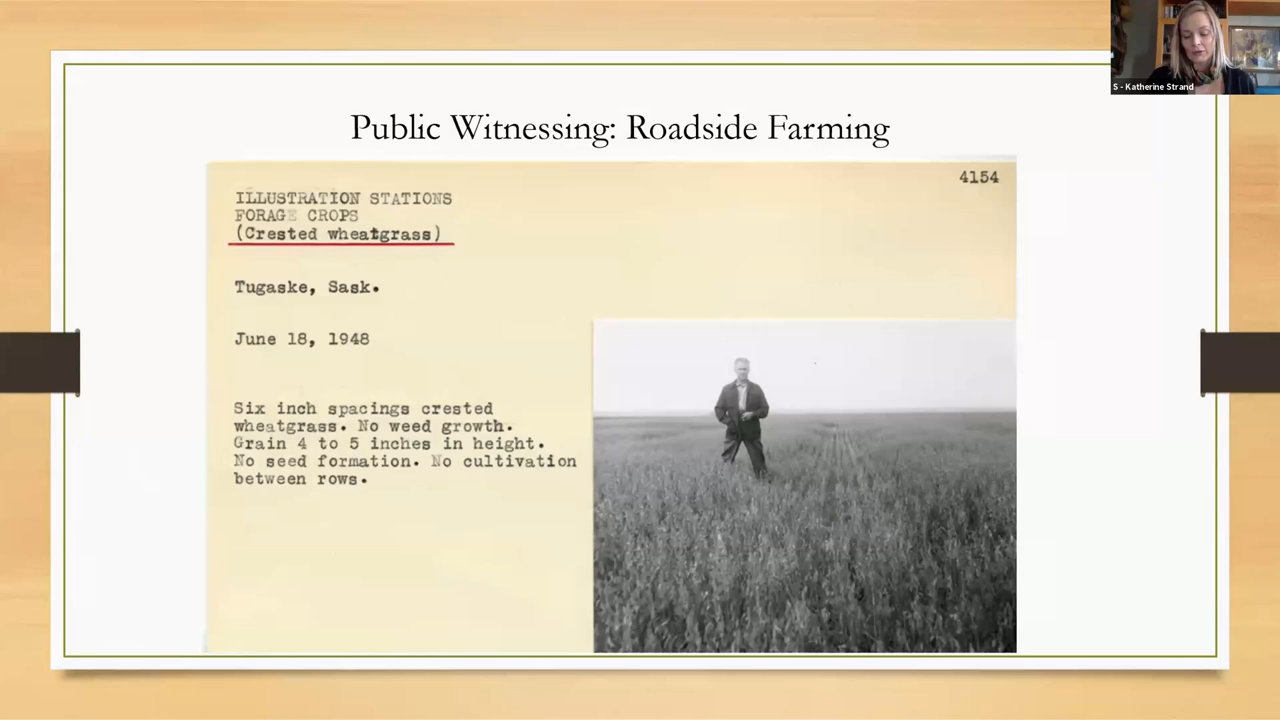 S - Katherine Strand
Public Witnessing: Roadside Farming
4154
ILLUSTRATION STATIONS
FORAGE CROPS
(Crested wheatgrass)
Tugaske, Sask.
June 18, 1948
Six inch spacings crested
wheatgrass. No weed growth.
Grain 4 to 5 inches in height.
No seed formation. No cultivation
between rows.